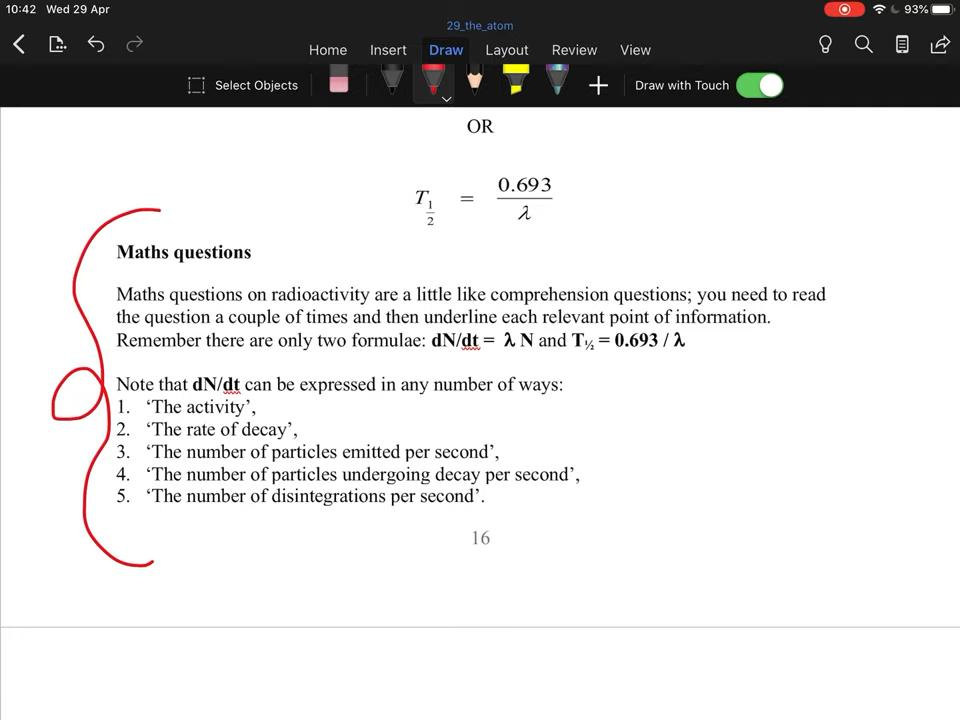 10:42 Wed 29 Apr
93%
29_the_atom
Home Insert Draw Layout Review View
Select Objects
Draw with Touch
OR
T 1/2 = 0.693 / λ
Maths questions
Maths questions on radioactivity are a little like comprehension questions; you need to read
the question a couple of times and then underline each relevant point of information.
Remember there are only two formulae: dN/dt = λ N and T½ = 0.693 / λ
Note that dN/dt can be expressed in any number of ways:
1. ‘The activity’,
2. ‘The rate of decay’,
3. ‘The number of particles emitted per second’,
4. ‘The number of particles undergoing decay per second’,
5. ‘The number of disintegrations per second’.
16